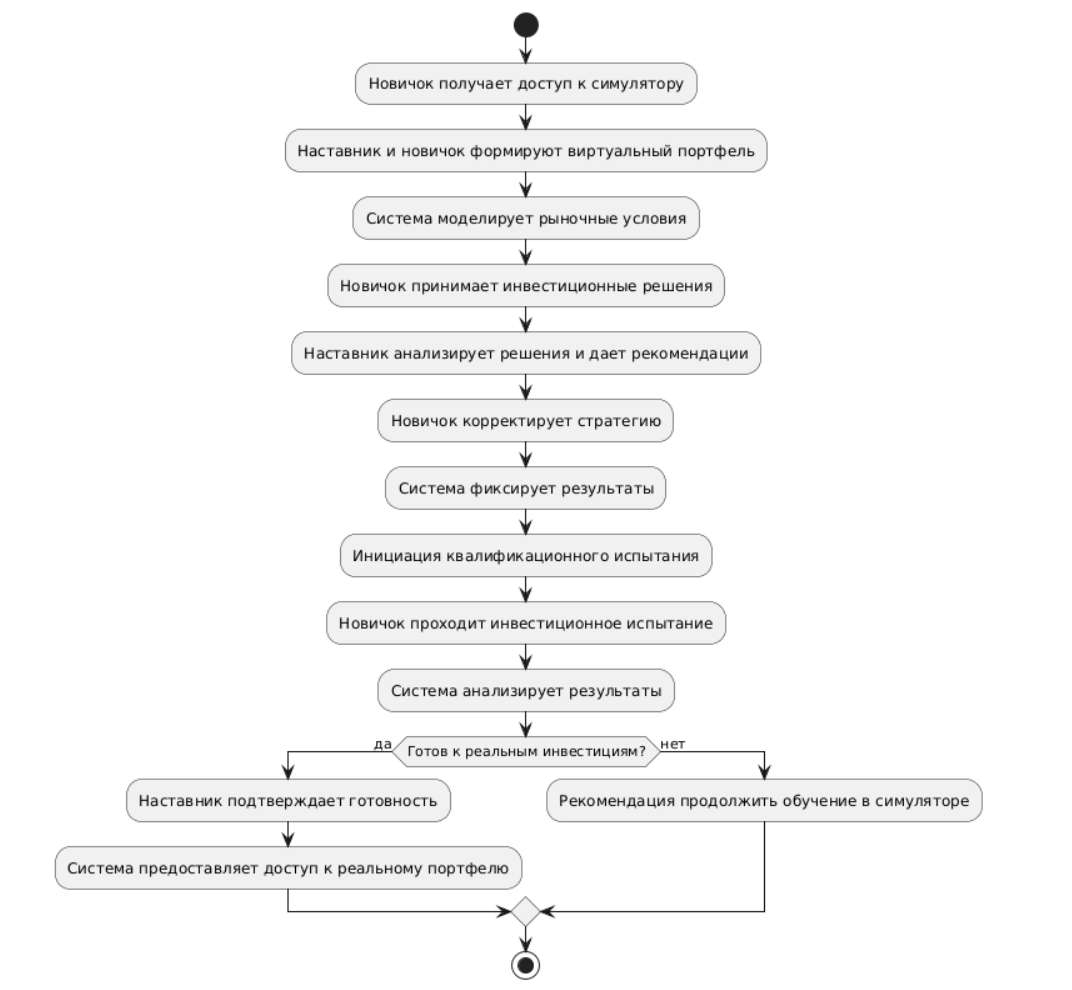 Новичок получает доступ к симулятору
Наставник и новичок формируют виртуальный портфель
Система моделирует рыночные условия
Новичок принимает инвестиционные решения
Наставник анализирует решения и дает рекомендации
Новичок корректирует стратегию
Система фиксирует результаты
Инициация квалификационного испытания
Новичок проходит инвестиционное испытание
Система анализирует результаты
да
Готов к реальным инвестициям?
нет
Наставник подтверждает готовность
Рекомендация продолжить обучение в симуляторе
Система предоставляет доступ к реальному портфелю